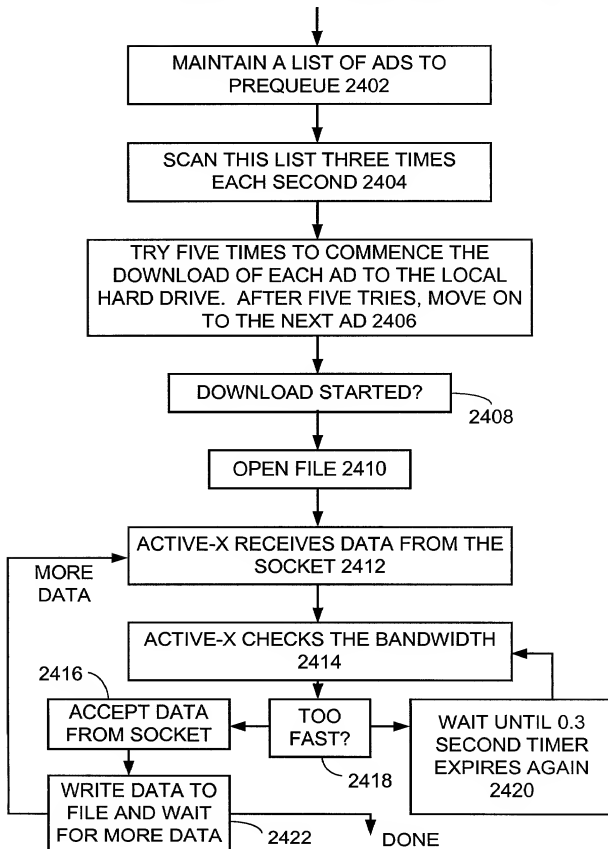 MAINTAIN A LIST OF ADS TO
PREQUEUE 2402
SCAN THIS LIST THREE TIMES
EACH SECOND 2404
TRY FIVE TIMES TO COMMENCE THE
DOWNLOAD OF EACH AD TO THE LOCAL
HARD DRIVE. AFTER FIVE TRIES, MOVE ON
TO THE NEXT AD 2406
DOWNLOAD STARTED?
2408
OPEN FILE 2410
ACTIVE-X RECEIVES DATA FROM THE
SOCKET 2412
MORE
DATA
ACTIVE-X CHECKS THE BANDWIDTH
2414
2416
ACCEPT DATA
FROM SOCKET
TOO
FAST?
2418
WAIT UNTIL 0.3
SECOND TIMER
EXPIRES AGAIN
2420
WRITE DATA TO
FILE AND WAIT
FOR MORE DATA
2422
DONE